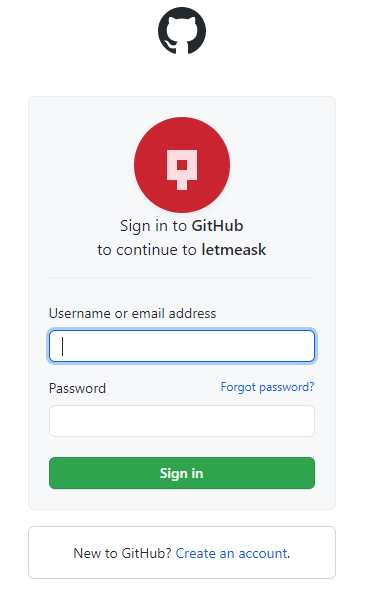 Sign in to GitHub
to continue to letmeask
Username or email address
Password
Forgot password?
Sign in
New to GitHub? Create an account.